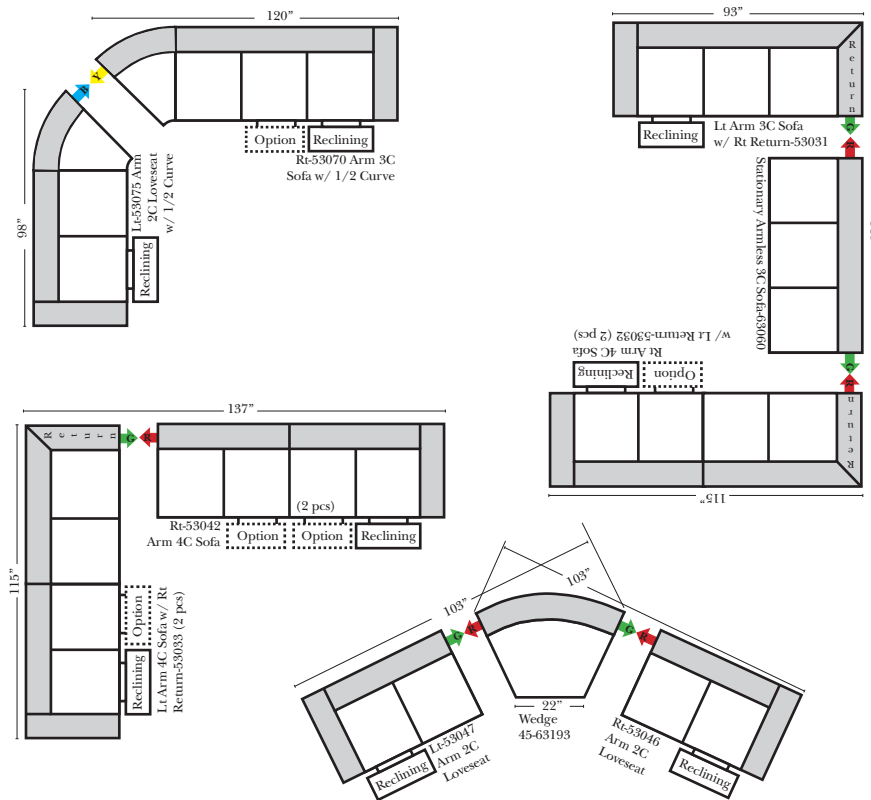 120”
B
Y
Option
Reclining
Rt-53070 Arm 3C
Sofa w/ 1/2 Curve
98”
Lt-53075 Arm
2C Loveseat
w/ 1/2 Curve
Reclining
93”
Return
Reclining
Lt Arm 3C Sofa
w/ Rt Return-53031
G
R
Stationary Armless 3C Sofa-63060
G
R
Rt Arm 4C Sofa
w/ Lt Return-53032 (2 pcs)
Reclining
Option
Return
115”
137”
Return
G
R
(2 pcs)
Rt-53042
Arm 4C Sofa
Option
Option
Reclining
115”
Option
Reclining
Lt Arm 4C Sofa w/ Rt
Return-53033 (2 pcs)
103”
103”
G
R
G
R
22”
Wedge
45-63193
Lt-53047
Arm 2C
Loveseat
Reclining
Rt-53046
Arm 2C
Loveseat
Reclining